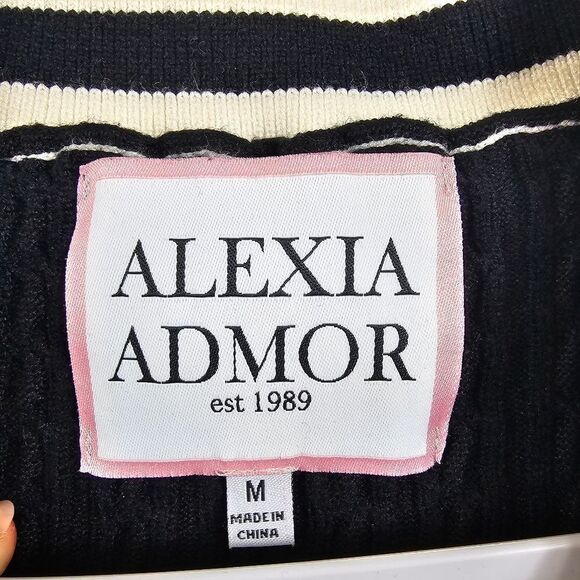 ALEXIA
ADMOR
est 1989
M
MADE IN
CHINA